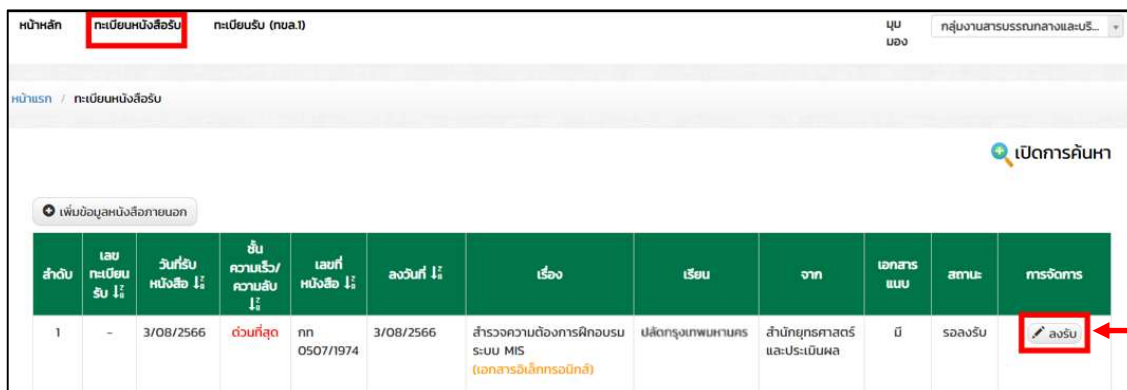 หน้าหลัก ทะเบียนหนังสือรับ ทะเบียนรับ (ทขล.1) มุมมอง กลุ่มงานสารบรรณกลางและบริ...
หน้าแรก / ทะเบียนหนังสือรับ
เปิดการค้นหา
เพิ่มข้อมูลหนังสือภายนอก
ลำดับ
เลข
ทะเบียน
รับ
วันที่รับ
หนังสือ
ชั้น
ความเร็ว/
ความลับ
เลขที่
หนังสือ
ลงวันที่
เรื่อง
เรียน
จาก
เอกสาร
แนบ
สถานะ
การจัดการ
1 - 3/08/2566 ด่วนที่สุด กท 3/08/2566 สำรวจความต้องการฝึกอบรม ปลัดกรุงเทพมหานคร สำนักยุทธศาสตร์ มี รอลงรับ ลงรับ
0507/1974 ระบบ MIS และประเมินผล
(เอกสารอิเล็กทรอนิกส์)